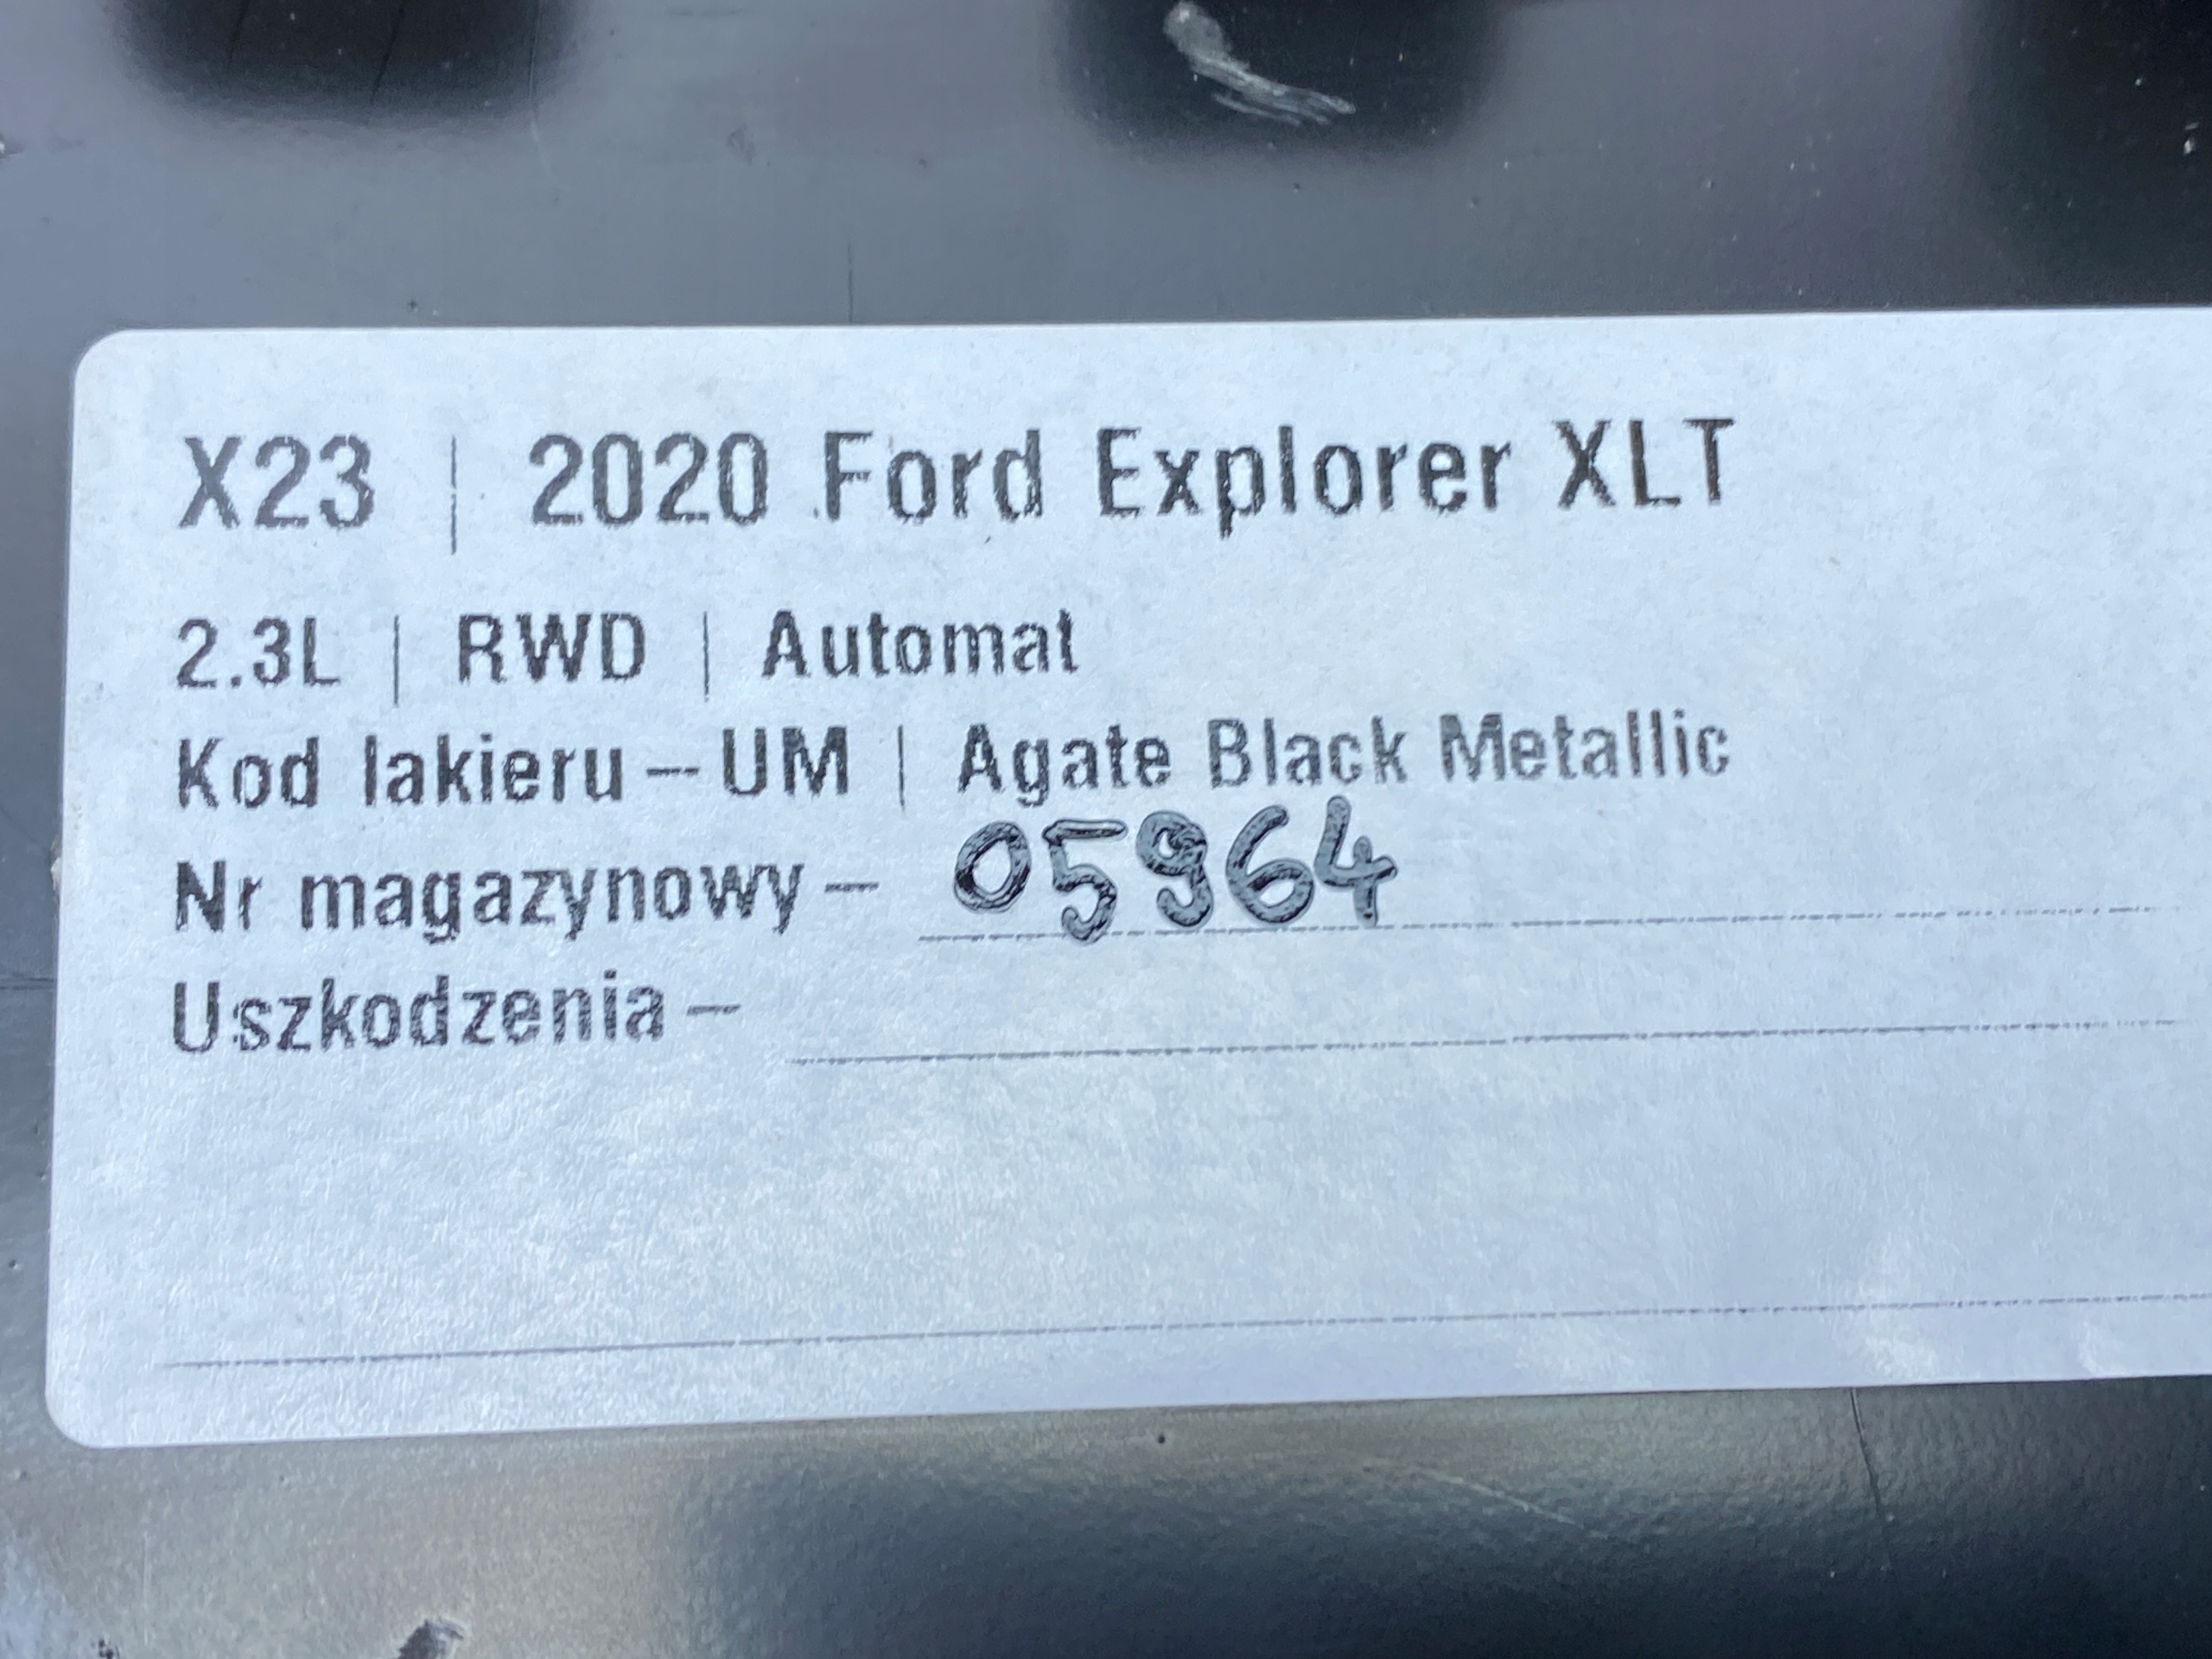 X23 | 2020 Ford Explorer XLT
2.3L | RWD | Automat
Kod lakieru – UM | Agate Black Metallic
Nr magazynowy – 05964
Uszkodzenia –